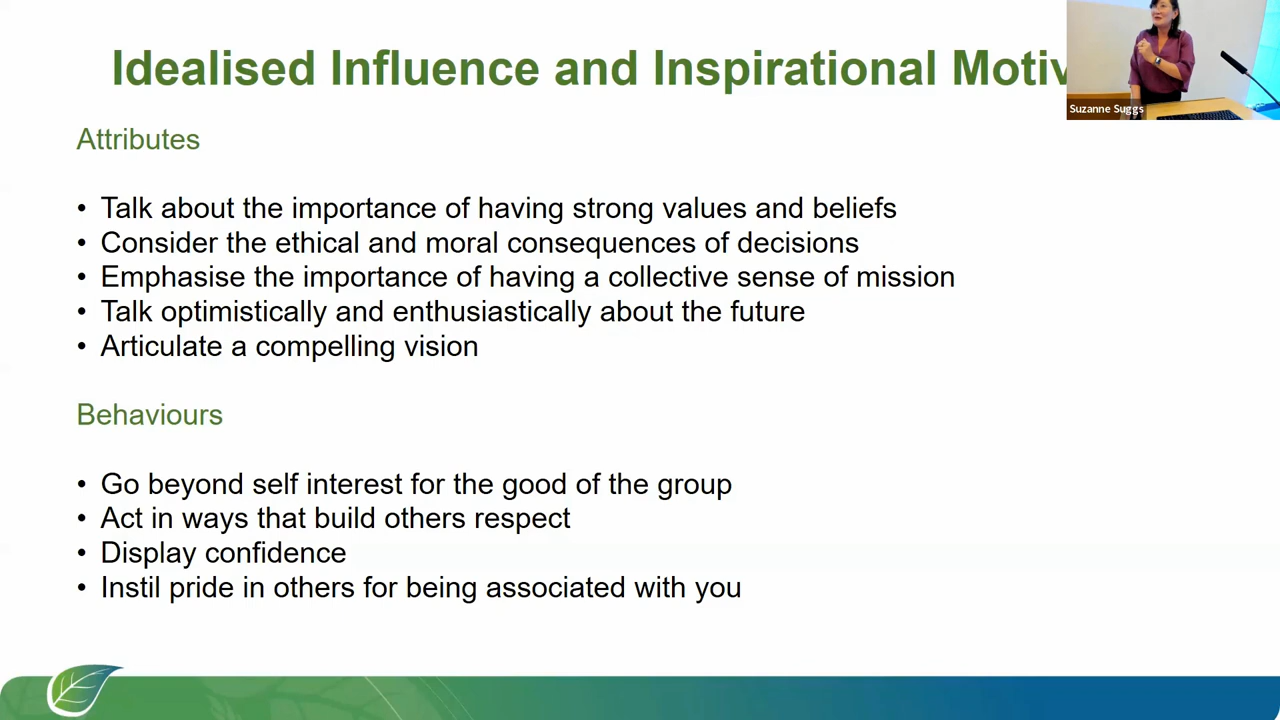 Idealised Influence and Inspirational Motiv
Suzanne Suggs
Attributes
• Talk about the importance of having strong values and beliefs
• Consider the ethical and moral consequences of decisions
• Emphasise the importance of having a collective sense of mission
• Talk optimistically and enthusiastically about the future
• Articulate a compelling vision
Behaviours
• Go beyond self interest for the good of the group
• Act in ways that build others respect
• Display confidence
• Instil pride in others for being associated with you